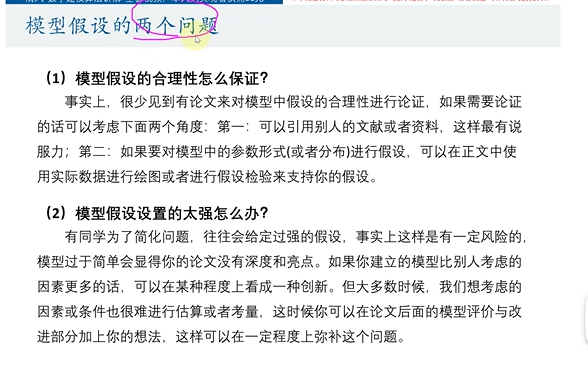 模型假设的两个问题
（1）模型假设的合理性怎么保证？
事实上，很少见到有论文来对模型中假设的合理性进行论证，如果需要论证
的话可以考虑下面两个角度：第一：可以引用别人的文献或者资料，这样最有说
服力；第二：如果要对模型中的参数形式(或者分布)进行假设，可以在正文中使
用实际数据进行绘图或者进行假设检验来支持你的假设。
（2）模型假设设置的太强怎么办？
有同学为了简化问题，往往会给定过强的假设，事实上这样是有一定风险的，
模型过于简单会显得你的论文没有深度和亮点。如果你建立的模型比别人考虑的
因素更多的话，可以在某种程度上看成一种创新。但大多数时候，我们想考虑的
因素或条件也很难进行估算或者考量，这时候你可以在论文后面的模型评价与改
进部分加上你的想法，这样可以在一定程度上弥补这个问题。